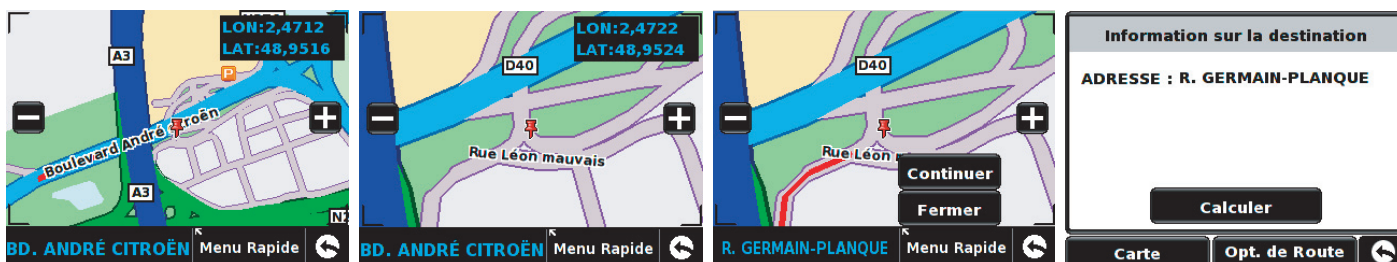 LON:2,4712
LAT:48,9516
A3
P
Boulevard André Citroën
A3
BD. ANDRÉ CITROËN
Menu Rapide
LON:2,4722
LAT:48,9524
D40
Rue Léon mauvais
BD. ANDRÉ CITROËN
Menu Rapide
D40
Rue Léon
Continuer
Fermer
R. GERMAIN-PLANQUE
Menu Rapide
Information sur la destination
ADRESSE : R. GERMAIN-PLANQUE
Calculer
Carte
Opt. de Route